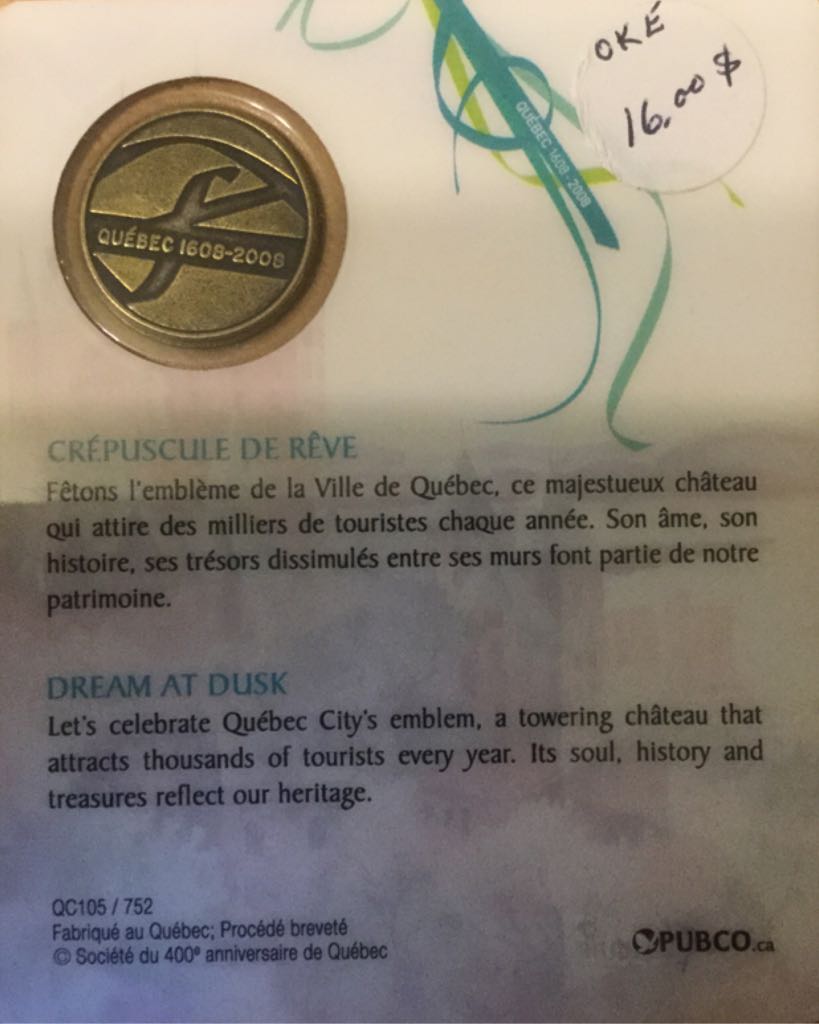 OKÉ
16.00 $
QUÉBEC 1608 - 2008
QUÉBEC 1608-2008
CRÉPUSCULE DE RÊVE
Fêtons l'emblème de la Ville de Québec, ce majestueux château
qui attire des milliers de touristes chaque année. Son âme, son
histoire, ses trésors dissimulés entre ses murs font partie de notre
patrimoine.
DREAM AT DUSK
Let's celebrate Québec City's emblem, a towering château that
attracts thousands of tourists every year. Its soul, history and
treasures reflect our heritage.
QC105 / 752
Fabriqué au Québec; Procédé breveté
© Société du 400e anniversaire de Québec
PUBCO.ca